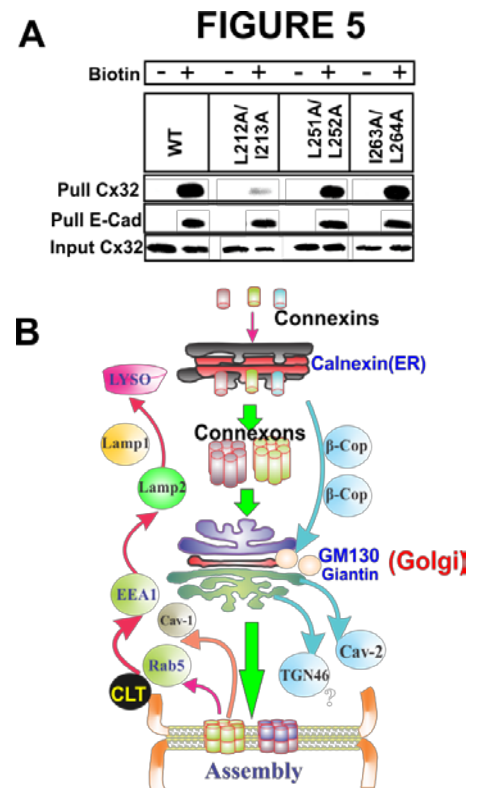 FIGURE 5
A
Biotin - + - + - + - +
WT
L212A/
I213A
L251A/
L252A
I263A/
L264A
Pull Cx32
Pull E-Cad
Input Cx32
B
Connexins
Calnexin(ER)
LYSO
Connexons
Lamp1
β-Cop
Lamp2
β-Cop
GM130 (Golgi)
Giantin
EEA1
Cav-1
Cav-2
Rab5
TGN46
?
CLT
Assembly